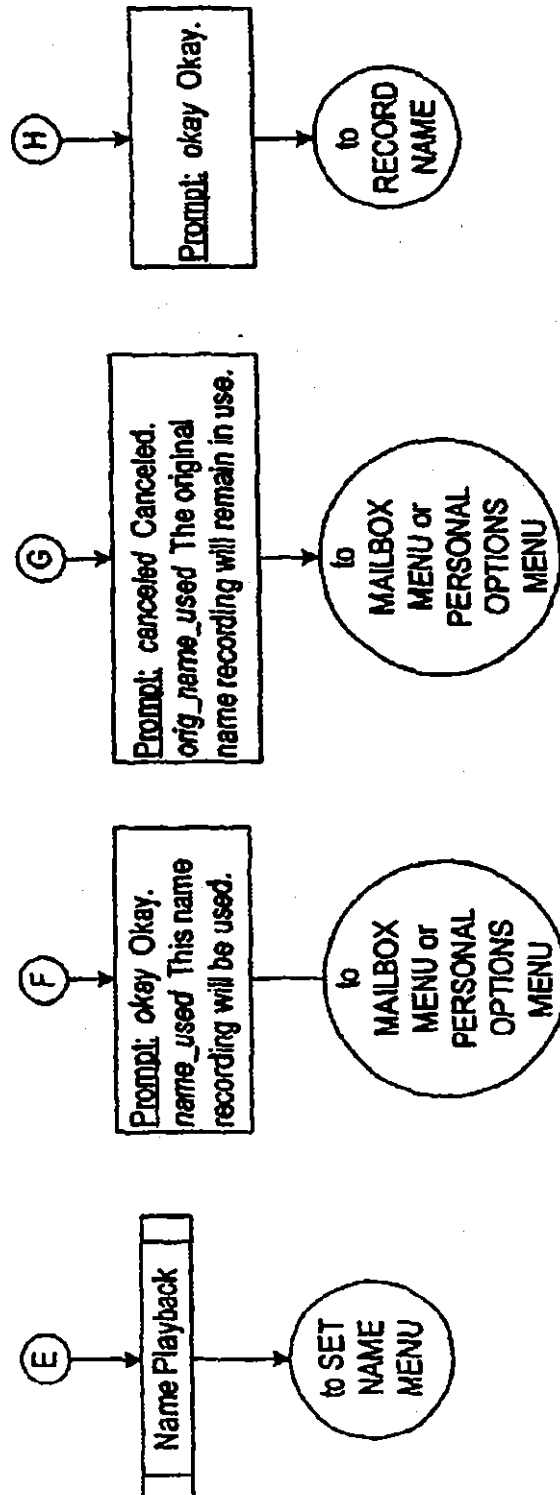 E
Name Playback
to SET
NAME
MENU
F
Prompt: okay Okay.
name_used This name
recording will be used.
to
MAILBOX
MENU or
PERSONAL
OPTIONS
MENU
G
Prompt: canceled Canceled.
orig_name_used The original
name recording will remain in use.
to
MAILBOX
MENU or
PERSONAL
OPTIONS
MENU
H
Prompt: okay Okay.
to
RECORD
NAME